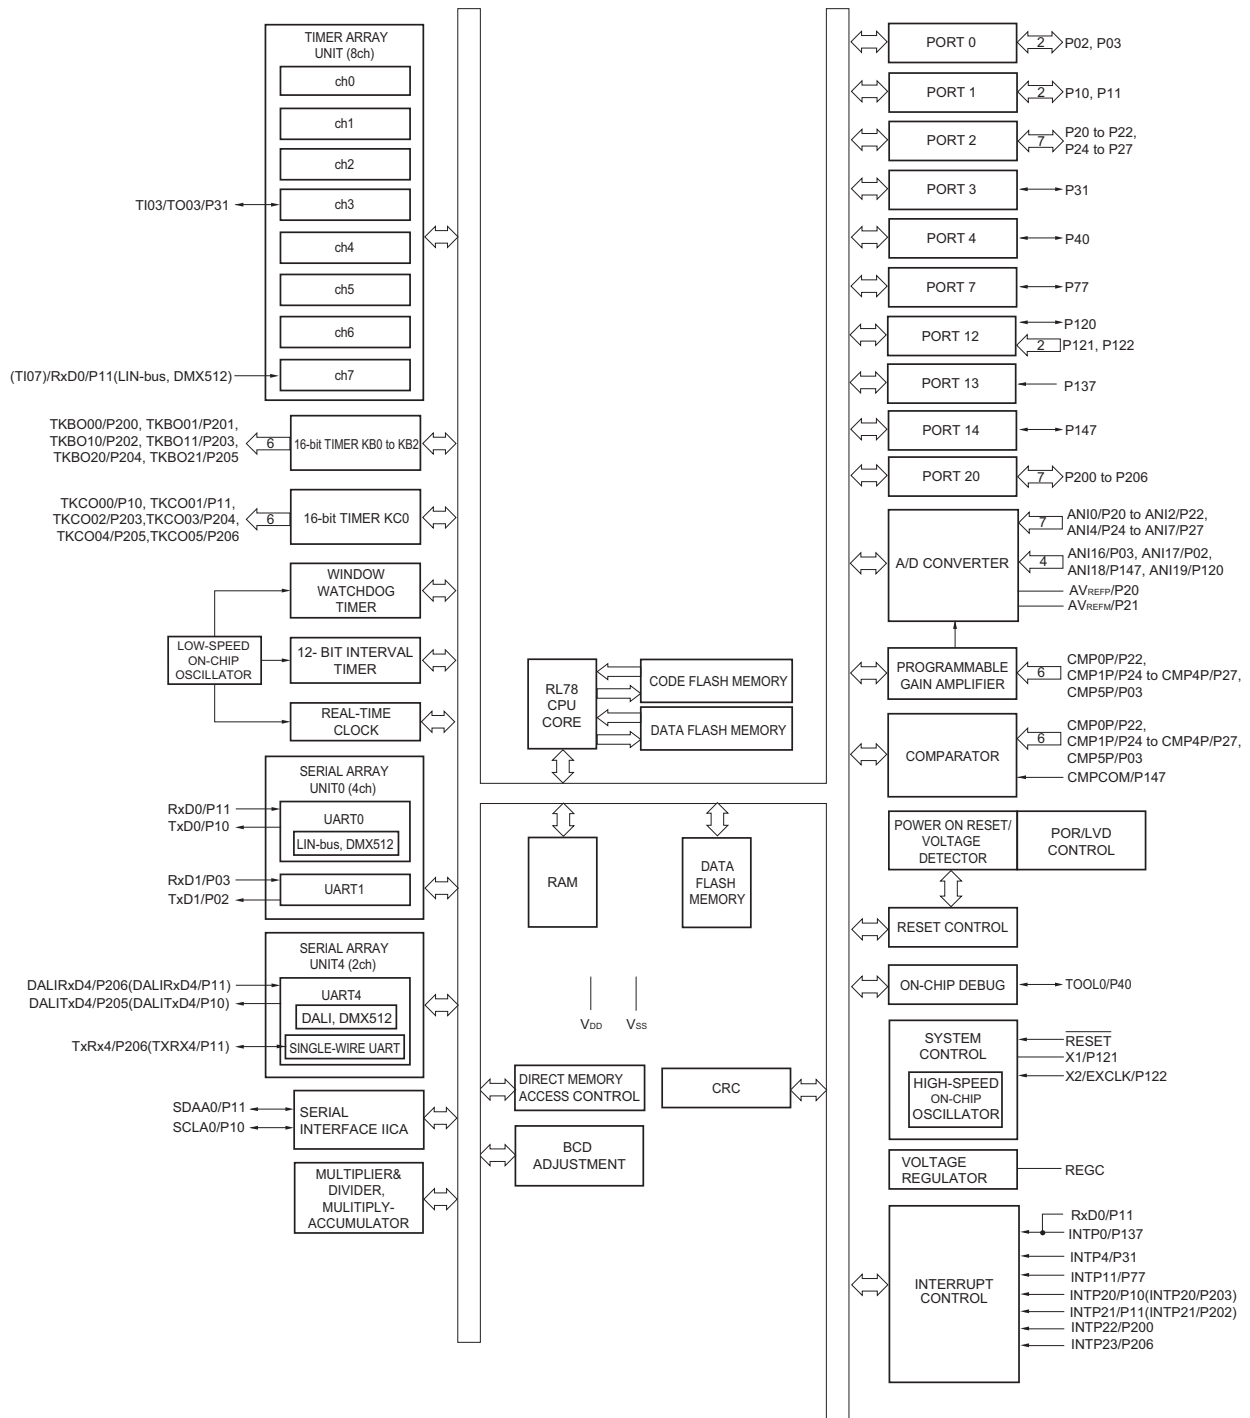 TIMER ARRAY
UNIT (8ch)
ch0
ch1
ch2
ch3
ch4
ch5
ch6
ch7
TI03/TO03/P31
(TI07)/RxD0/P11(LIN-bus, DMX512)
TKBO00/P200, TKBO01/P201,
TKBO10/P202, TKBO11/P203,
TKBO20/P204, TKBO21/P205
6
16-bit TIMER KB0 to KB2
TKCO00/P10, TKCO01/P11,
TKCO02/P203,TKCO03/P204,
TKCO04/P205,TKCO05/P206
6
16-bit TIMER KC0
WINDOW
WATCHDOG
TIMER
LOW-SPEED
ON-CHIP
OSCILLATOR
12- BIT INTERVAL
TIMER
REAL-TIME
CLOCK
SERIAL ARRAY
UNIT0 (4ch)
UART0
LIN-bus, DMX512
RxD0/P11
TxD0/P10
UART1
RxD1/P03
TxD1/P02
SERIAL ARRAY
UNIT4 (2ch)
UART4
DALI, DMX512
SINGLE-WIRE UART
DALIRxD4/P206(DALIRxD4/P11)
DALITxD4/P205(DALITxD4/P10)
TxRx4/P206(TXRX4/P11)
SDAA0/P11
SCLA0/P10
SERIAL
INTERFACE IICA
MULTIPLIER&
DIVIDER,
MULITIPLY-
ACCUMULATOR
RL78
CPU
CORE
CODE FLASH MEMORY
DATA FLASH MEMORY
RAM
DATA
FLASH
MEMORY
VDD
VSS
DIRECT MEMORY
ACCESS CONTROL
CRC
BCD
ADJUSTMENT
PORT 0
2
P02, P03
PORT 1
2
P10, P11
PORT 2
7
P20 to P22,
P24 to P27
PORT 3
P31
PORT 4
P40
PORT 7
P77
PORT 12
P120
2
P121, P122
PORT 13
P137
PORT 14
P147
PORT 20
7
P200 to P206
A/D CONVERTER
7
ANI0/P20 to ANI2/P22,
ANI4/P24 to ANI7/P27
4
ANI16/P03, ANI17/P02,
ANI18/P147, ANI19/P120
AVREFP/P20
AVREFM/P21
PROGRAMMABLE
GAIN AMPLIFIER
6
CMP0P/P22,
CMP1P/P24 to CMP4P/P27,
CMP5P/P03
COMPARATOR
6
CMP0P/P22,
CMP1P/P24 to CMP4P/P27,
CMP5P/P03
CMPCOM/P147
POWER ON RESET/
VOLTAGE
DETECTOR
POR/LVD
CONTROL
RESET CONTROL
ON-CHIP DEBUG
TOOL0/P40
SYSTEM
CONTROL
HIGH-SPEED
ON-CHIP
OSCILLATOR
RESET
X1/P121
X2/EXCLK/P122
VOLTAGE
REGULATOR
REGC
INTERRUPT
CONTROL
RxD0/P11
INTP0/P137
INTP4/P31
INTP11/P77
INTP20/P10(INTP20/P203)
INTP21/P11(INTP21/P202)
INTP22/P200
INTP23/P206